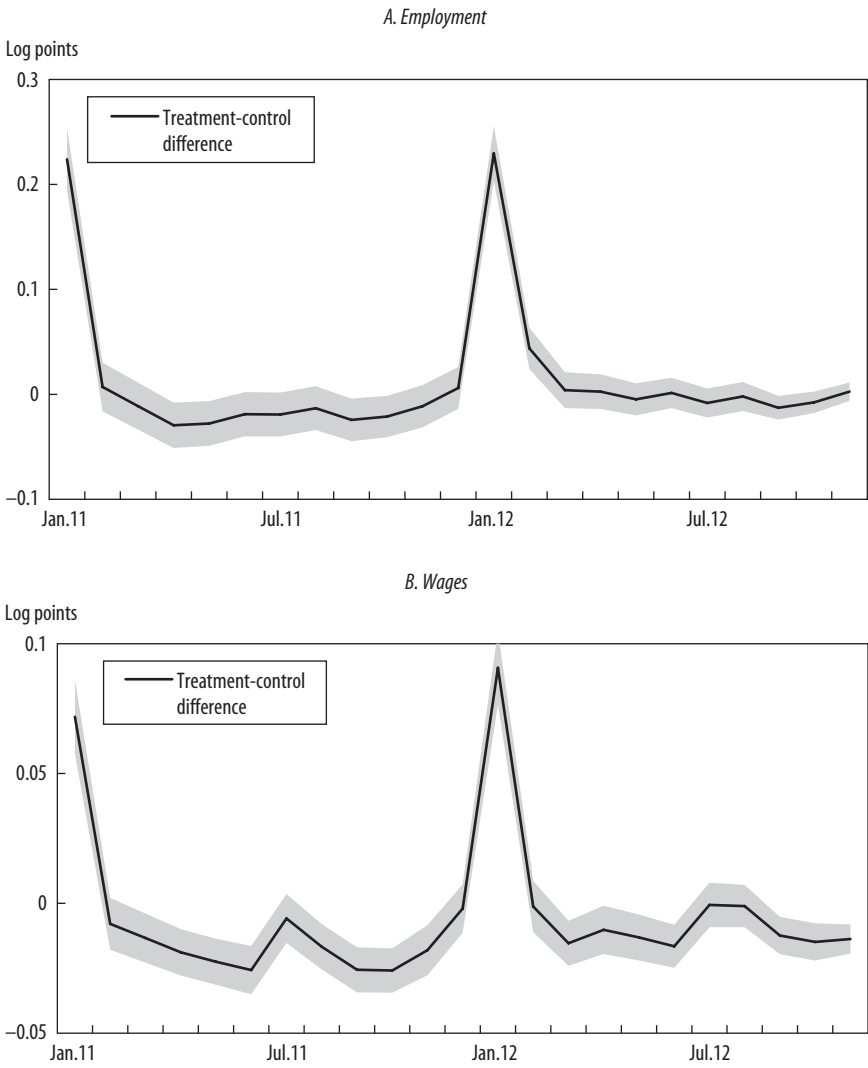 A. Employment
Log points
0.3
Treatment-control
difference
0.2
0.1
0
–0.1
Jan.11 Jul.11 Jan.12 Jul.12
B. Wages
Log points
0.1
Treatment-control
difference
0.05
0
–0.05
Jan.11 Jul.11 Jan.12 Jul.12